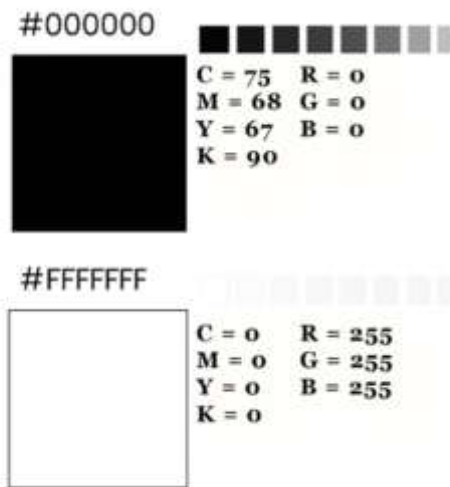 #000000
C = 75 R = 0
M = 68 G = 0
Y = 67 B = 0
K = 90
#FFFFFFF
C = 0 R = 255
M = 0 G = 255
Y = 0 B = 255
K = 0